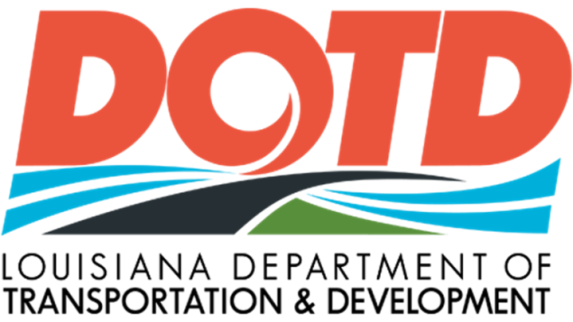 DOTD
LOUISIANA DEPARTMENT OF
TRANSPORTATION & DEVELOPMENT